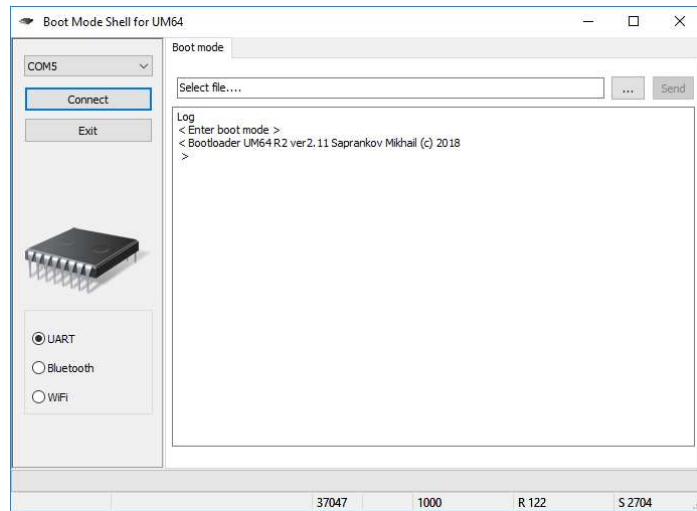 Boot Mode Shell for UM64
COM5
Connect
Exit
UART
Bluetooth
WiFi
Boot mode
Select file....
...
Send
Log
< Enter boot mode >
< Bootloader UM64 R2 ver2.11 Saprankov Mikhail (c) 2018
>
37047 1000 R 122 S 2704